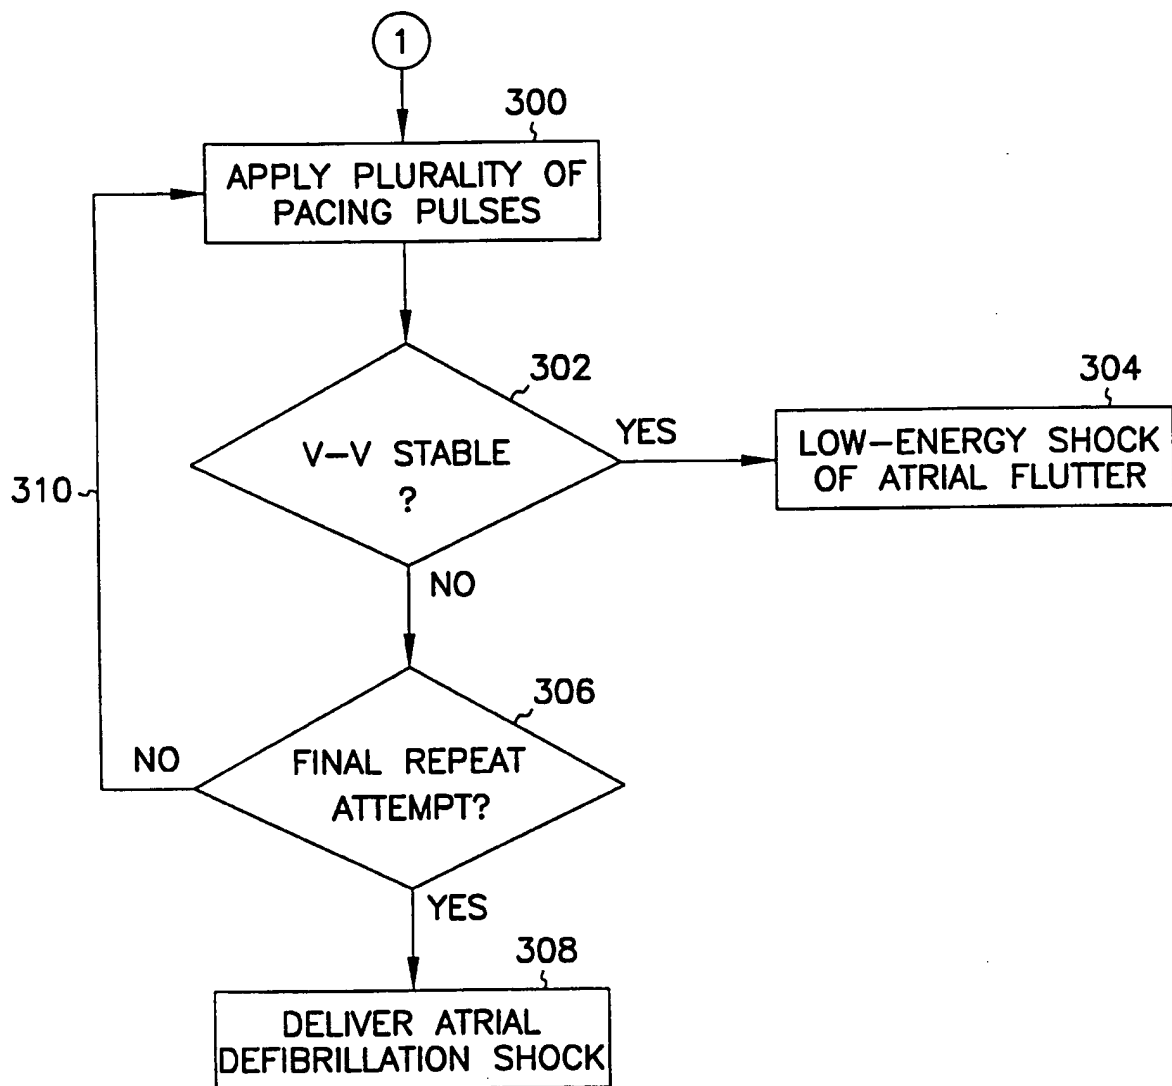 1
300
APPLY PLURALITY OF
PACING PULSES
302
V-V STABLE
?
YES
304
LOW-ENERGY SHOCK
OF ATRIAL FLUTTER
310
NO
306
FINAL REPEAT
ATTEMPT?
NO
YES
308
DELIVER ATRIAL
DEFIBRILLATION SHOCK